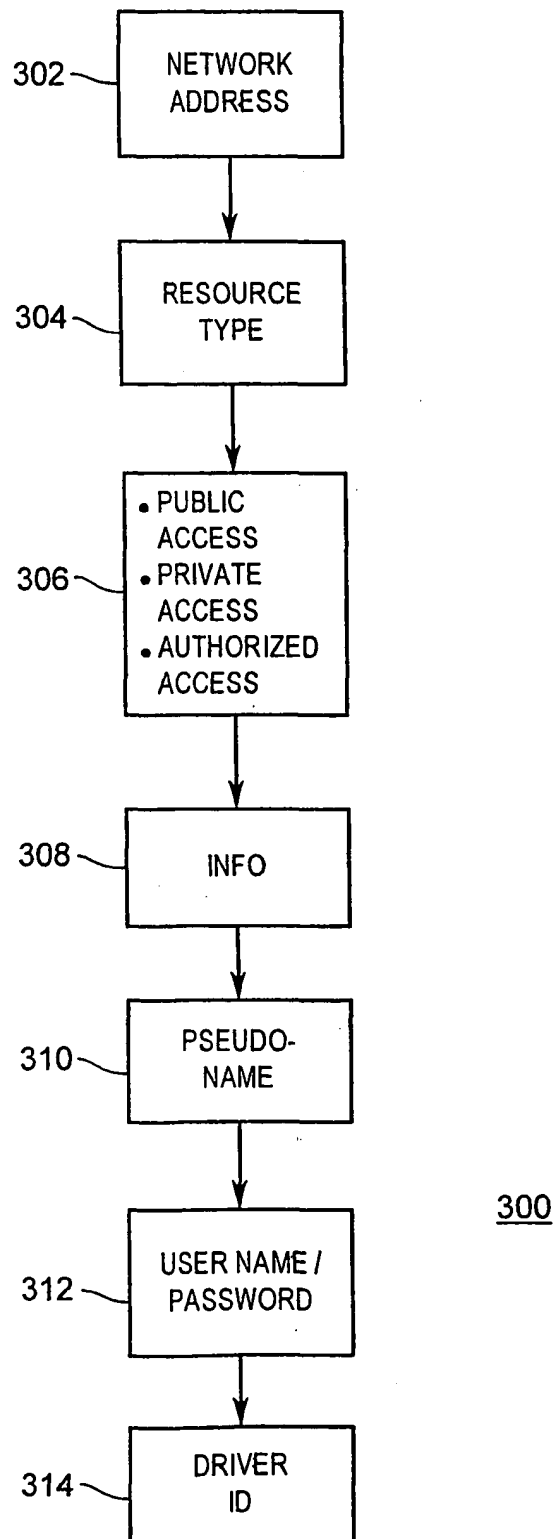 302
NETWORK
ADDRESS
304
RESOURCE
TYPE
306
• PUBLIC
ACCESS
• PRIVATE
ACCESS
• AUTHORIZED
ACCESS
308
INFO
310
PSEUDO-
NAME
300
312
USER NAME /
PASSWORD
314
DRIVER
ID